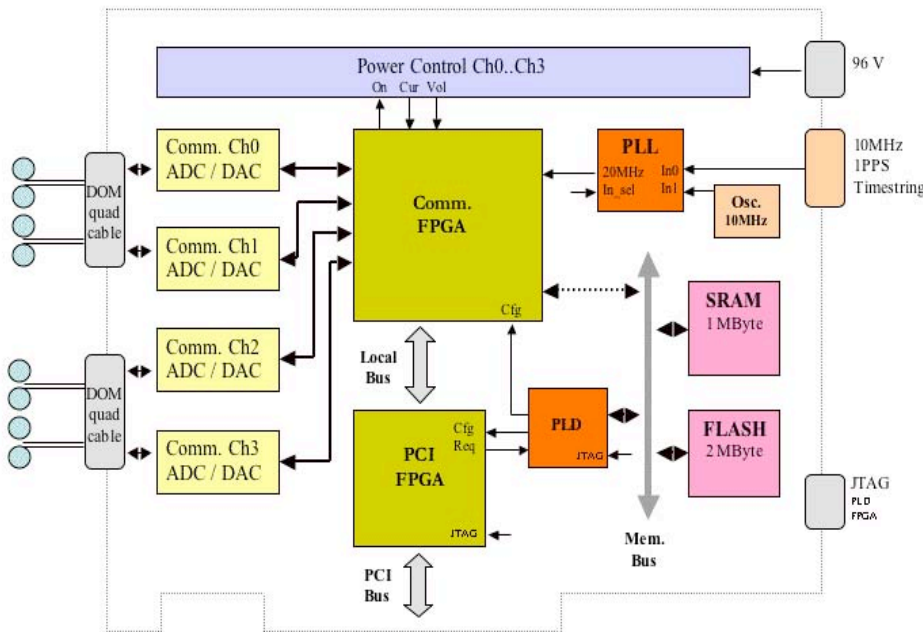 Power Control Ch0..Ch3
On Cur Vol
96 V
Comm. Ch0
ADC / DAC
DOM
quad
cable
Comm. Ch1
ADC / DAC
Comm.
FPGA
Cfg
PLL
20MHz In0
In_sel In1
Osc.
10MHz
10MHz
1PPS
Timestring
SRAM
1 MByte
Comm. Ch2
ADC / DAC
DOM
quad
cable
Comm. Ch3
ADC / DAC
Local
Bus
PCI
FPGA
Cfg
Req
JTAG
PLD
JTAG
FLASH
2 MByte
JTAG
PLD
FPGA
Mem.
Bus
PCI
Bus